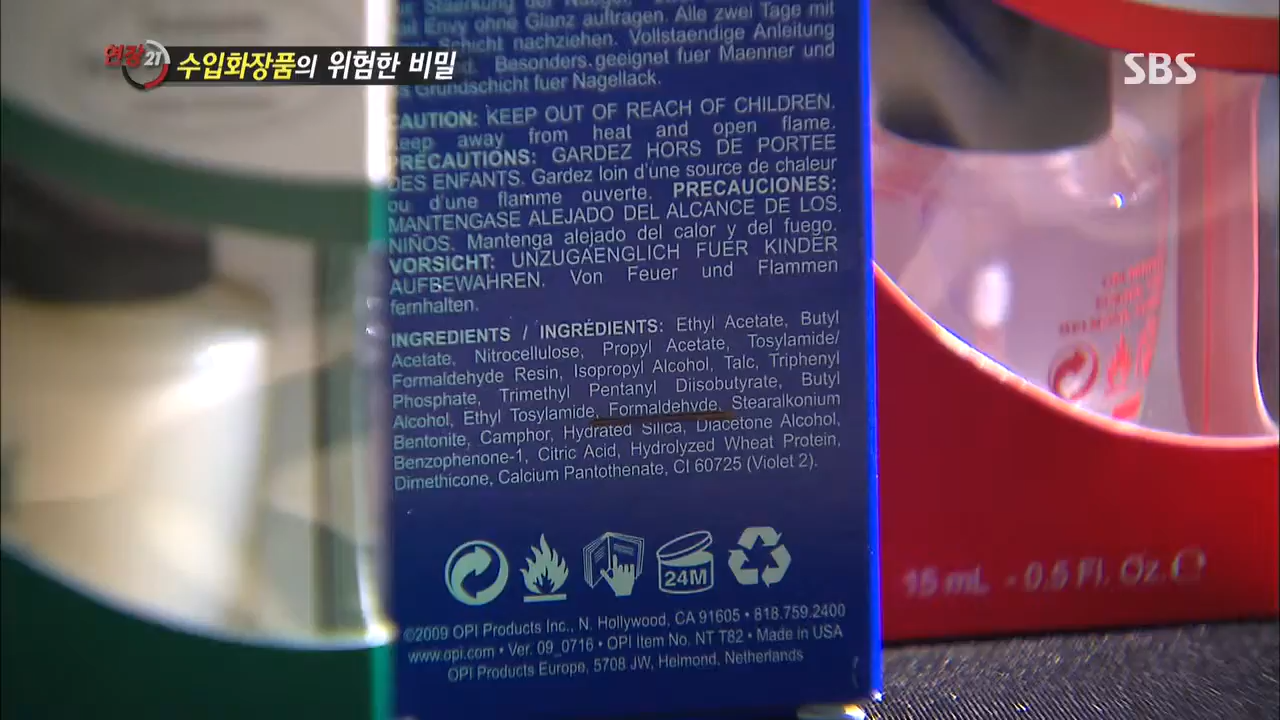 현장21 수입화장품의 위험한 비밀
SBS
Staerkung der Naegel.
Envy ohne Glanz auftragen. Alle zwei Tage mit
Schicht nachziehen. Vollstaendige Anleitung
Besonders geeignet fuer Maenner und
Grundschicht fuer Nagellack.
CAUTION: KEEP OUT OF REACH OF CHILDREN.
Keep away from heat and open flame.
PRECAUTIONS: GARDEZ HORS DE PORTEE
DES ENFANTS. Gardez loin d'une source de chaleur
ou d'une flamme ouverte. PRECAUCIONES:
MANTENGASE ALEJADO DEL ALCANCE DE LOS
NIÑOS. Mantenga alejado del calor y del fuego.
VORSICHT: UNZUGAENGLICH FUER KINDER
AUFBEWAHREN. Von Feuer und Flammen
fernhalten.
INGREDIENTS / INGRÉDIENTS: Ethyl Acetate, Butyl
Acetate, Nitrocellulose, Propyl Acetate, Tosylamide/
Formaldehyde Resin, Isopropyl Alcohol, Talc, Triphenyl
Phosphate, Trimethyl Pentanyl Diisobutyrate, Butyl
Alcohol, Ethyl Tosylamide, Formaldehyde, Stearalkonium
Bentonite, Camphor, Hydrated Silica, Diacetone Alcohol,
Benzophenone-1, Citric Acid, Hydrolyzed Wheat Protein,
Dimethicone, Calcium Pantothenate, CI 60725 (Violet 2).
24M
©2009 OPI Products Inc., N. Hollywood, CA 91605 • 818.759.2400
www.opi.com • Ver. 09_0716 • OPI Item No. NT T82 • Made in USA
OPI Products Europe, 5708 JW, Helmond, Netherlands
15 mL - 0.5 Fl. Oz. ℮